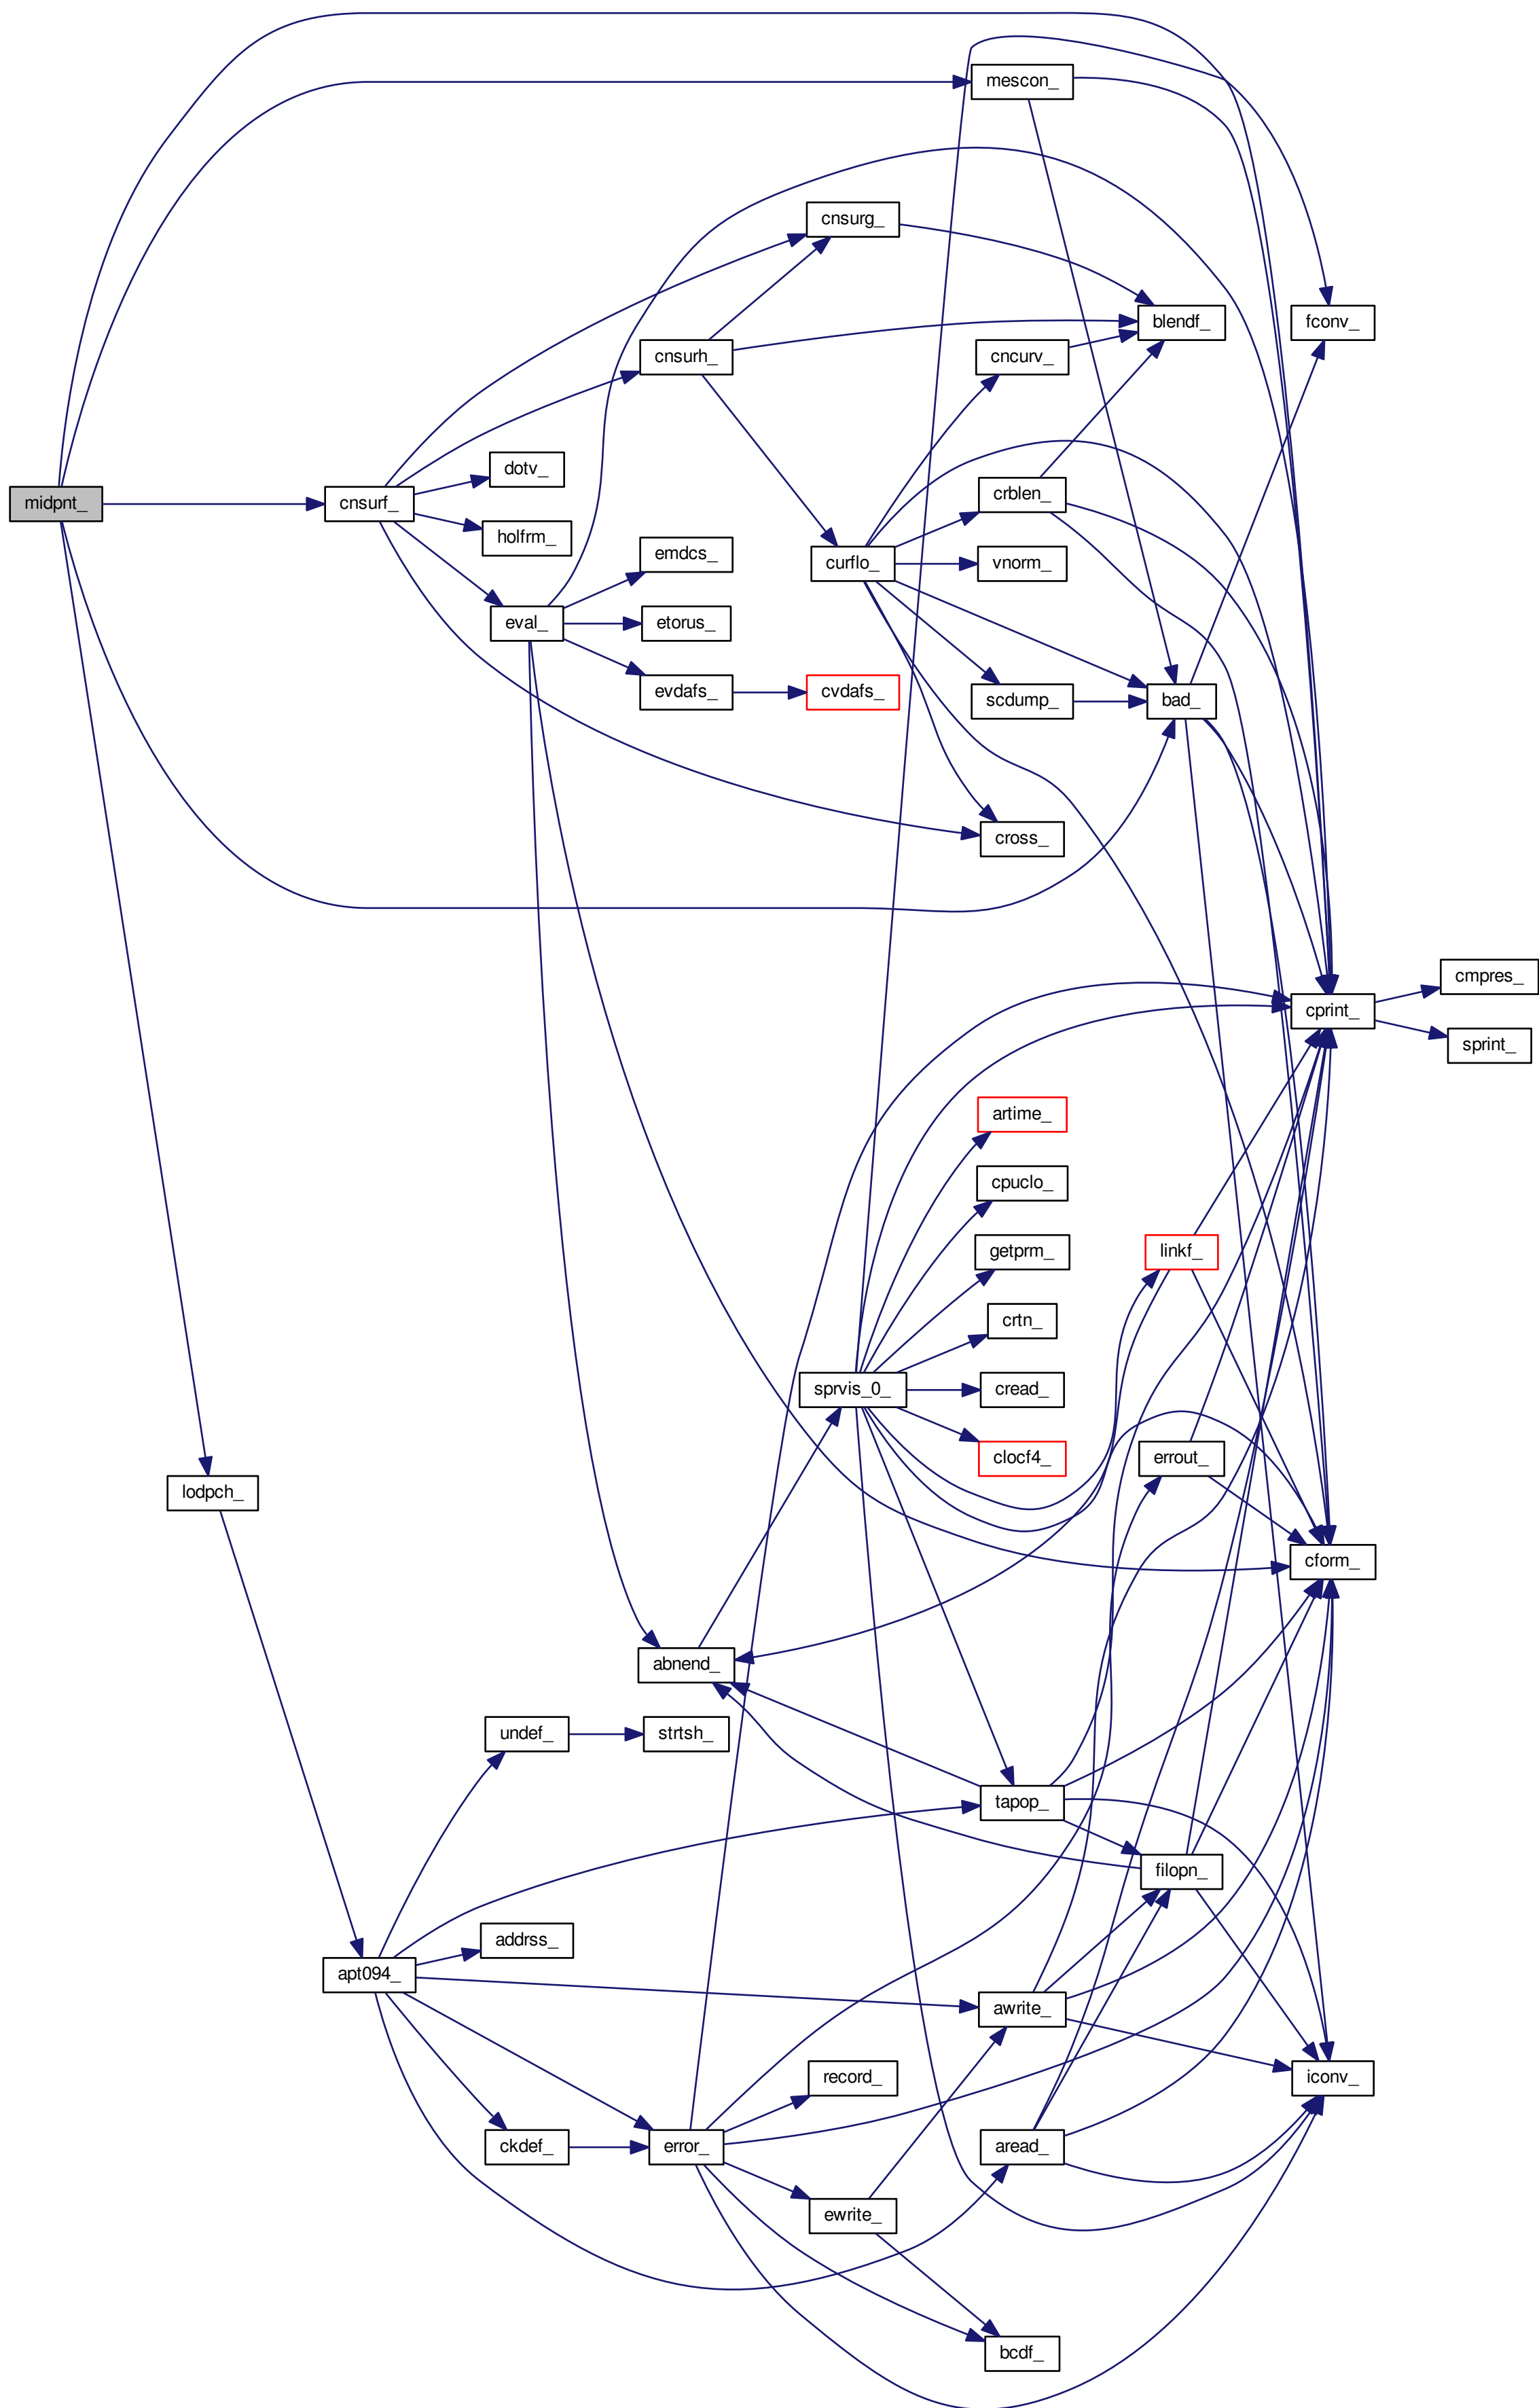 mescon_
cnsurg_
blendf_
fconv_
cnsurh_
cncurv_
dotv_
midpnt_
cnsurf_
crblen_
holfrm_
emdcs_
curflo_
vnorm_
eval_
etorus_
evdafs_
cvdafs_
scdump_
bad_
cross_
cmpres_
cprint_
sprint_
artime_
cpuclo_
getprm_
linkf_
crtn_
sprvis_0_
cread_
clocf4_
errout_
lodpch_
cform_
abnend_
undef_
strtsh_
tapop_
filopn_
addrss_
apt094_
awrite_
record_
iconv_
ckdef_
error_
aread_
ewrite_
bcdf_